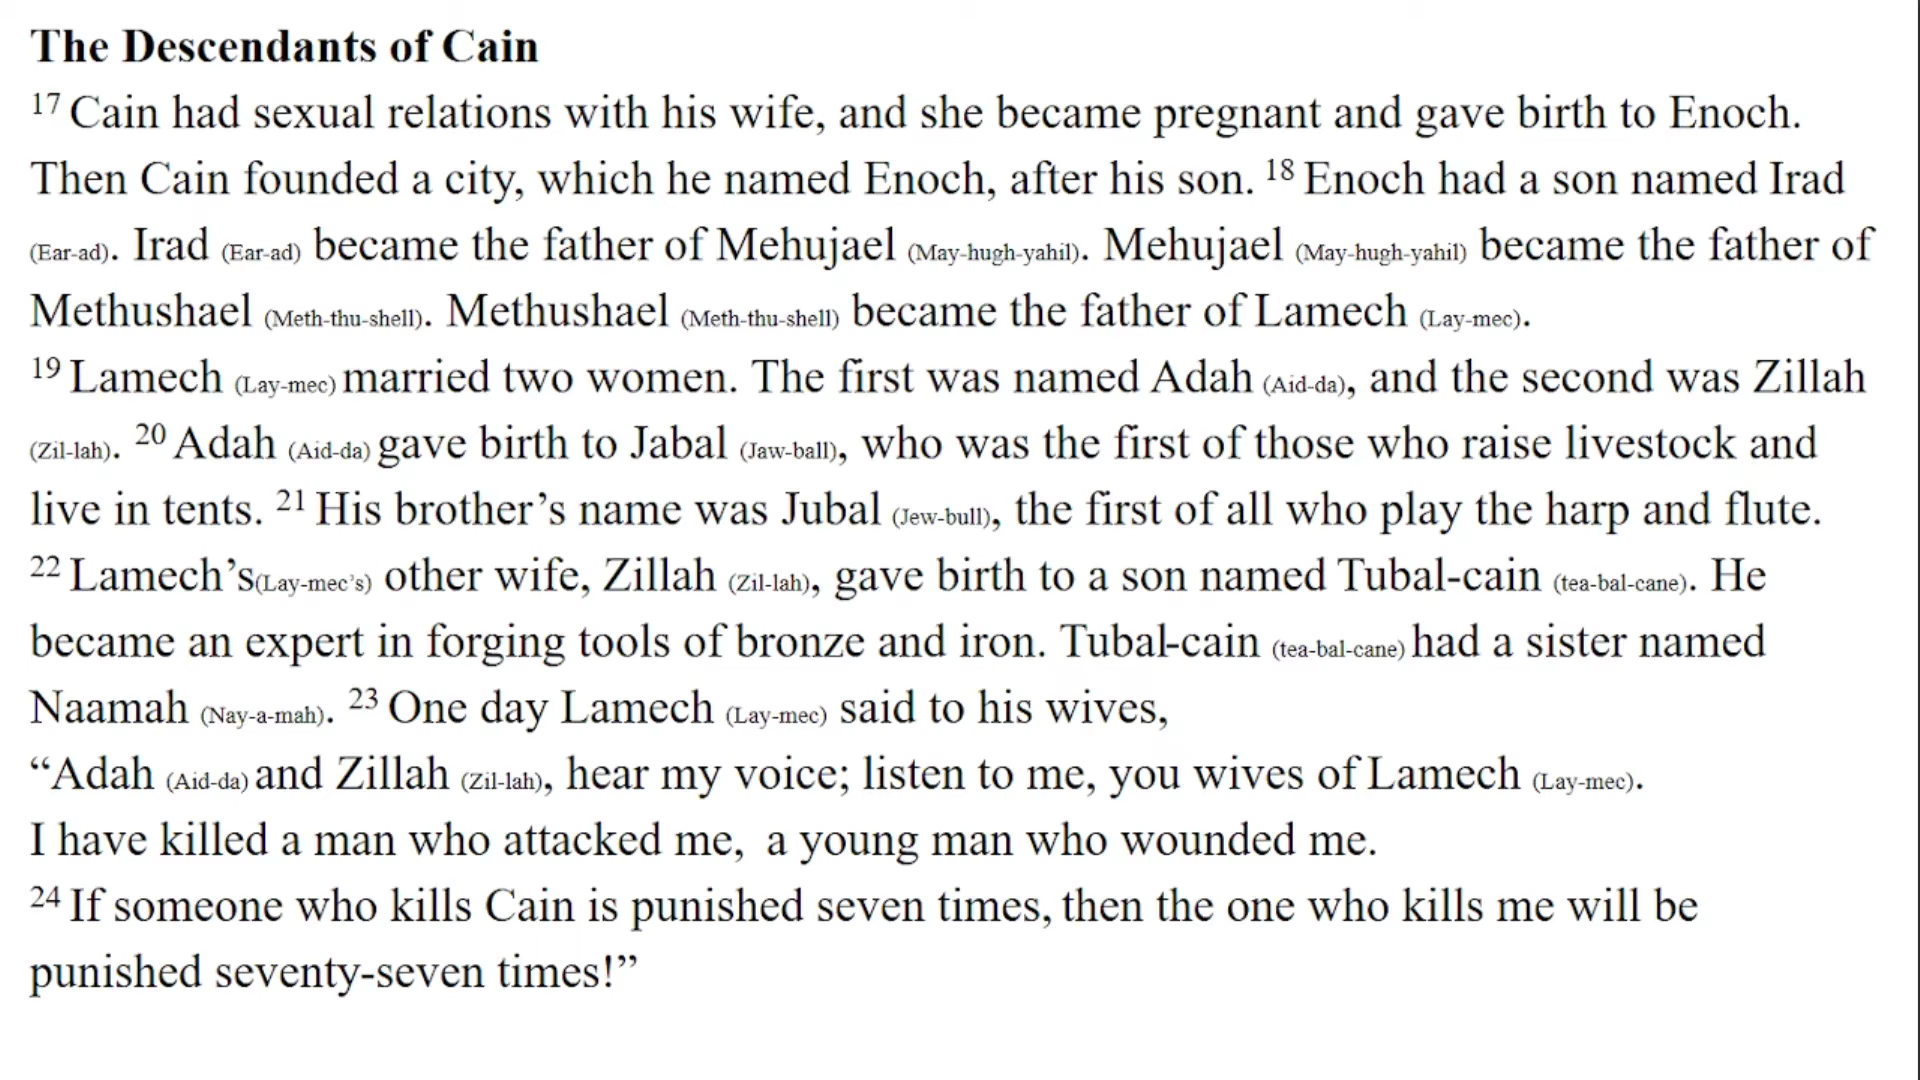 The Descendants of Cain
17 Cain had sexual relations with his wife, and she became pregnant and gave birth to Enoch.
Then Cain founded a city, which he named Enoch, after his son. 18 Enoch had a son named Irad
(Ear-ad). Irad (Ear-ad) became the father of Mehujael (May-hugh-yahil). Mehujael (May-hugh-yahil) became the father of
Methushael (Meth-thu-shell). Methushael (Meth-thu-shell) became the father of Lamech (Lay-mec).
19 Lamech (Lay-mec) married two women. The first was named Adah (Aid-da), and the second was Zillah
(Zil-lah). 20 Adah (Aid-da) gave birth to Jabal (Jaw-ball), who was the first of those who raise livestock and
live in tents. 21 His brother’s name was Jubal (Jew-bull), the first of all who play the harp and flute.
22 Lamech’s(Lay-mec’s) other wife, Zillah (Zil-lah), gave birth to a son named Tubal-cain (tea-bal-cane). He
became an expert in forging tools of bronze and iron. Tubal-cain (tea-bal-cane) had a sister named
Naamah (Nay-a-mah). 23 One day Lamech (Lay-mec) said to his wives,
“Adah (Aid-da) and Zillah (Zil-lah), hear my voice; listen to me, you wives of Lamech (Lay-mec).
I have killed a man who attacked me,  a young man who wounded me.
24 If someone who kills Cain is punished seven times, then the one who kills me will be
punished seventy-seven times!”